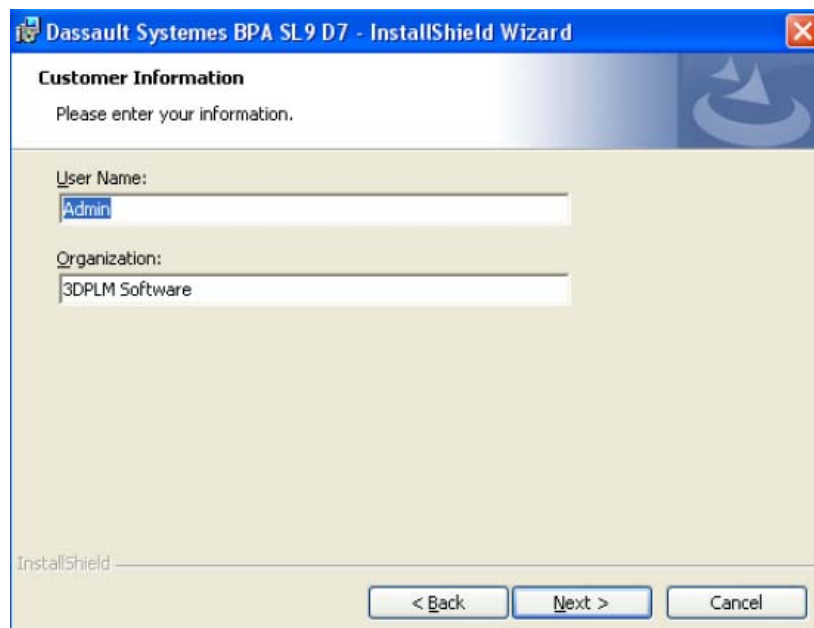 Dassault Systemes BPA SL9 D7 - InstallShield Wizard
Customer Information
Please enter your information.
User Name:
Admin
Organization:
3DPLM Software
InstallShield
< Back Next > Cancel